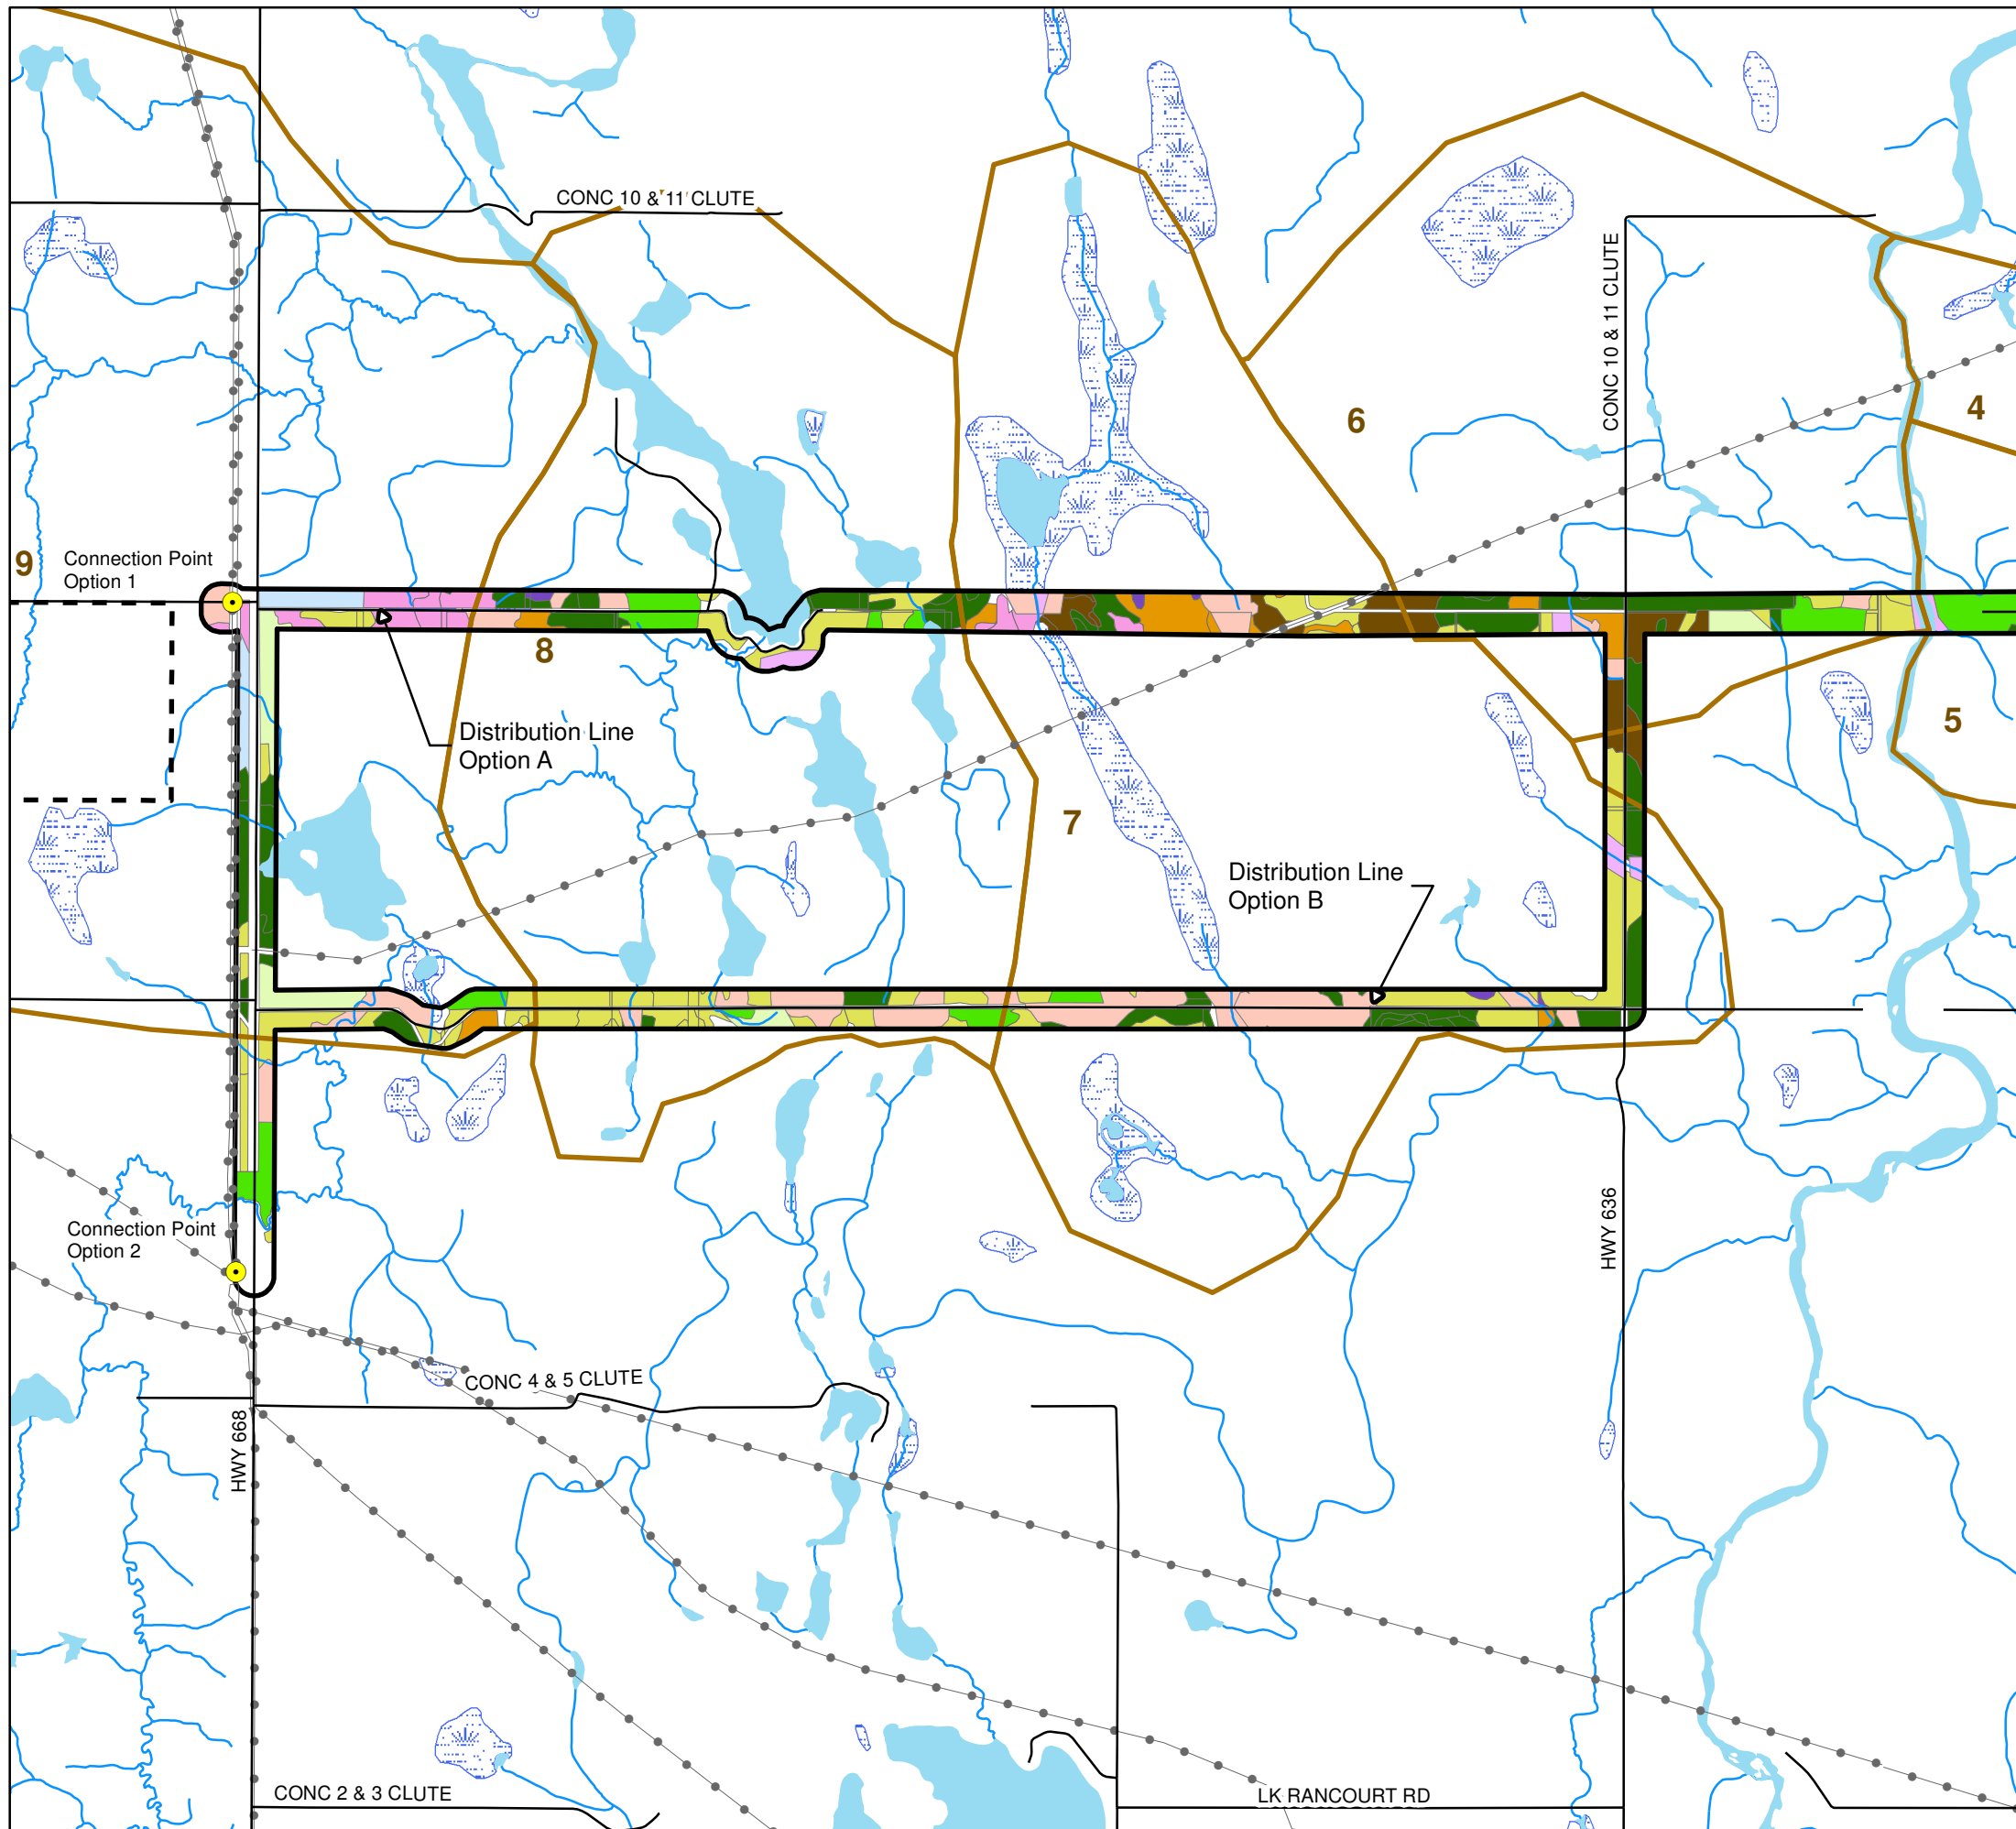 CONC 10 & 11 CLUTE
CONC 10 & 11 CLUTE
4
6
9
Connection Point
Option 1
8
5
Distribution Line
Option A
7
Distribution Line
Option B
Connection Point
Option 2
HWY 636
CONC 4 & 5 CLUTE
HWY 668
CONC 2 & 3 CLUTE
LK RANCOURT RD